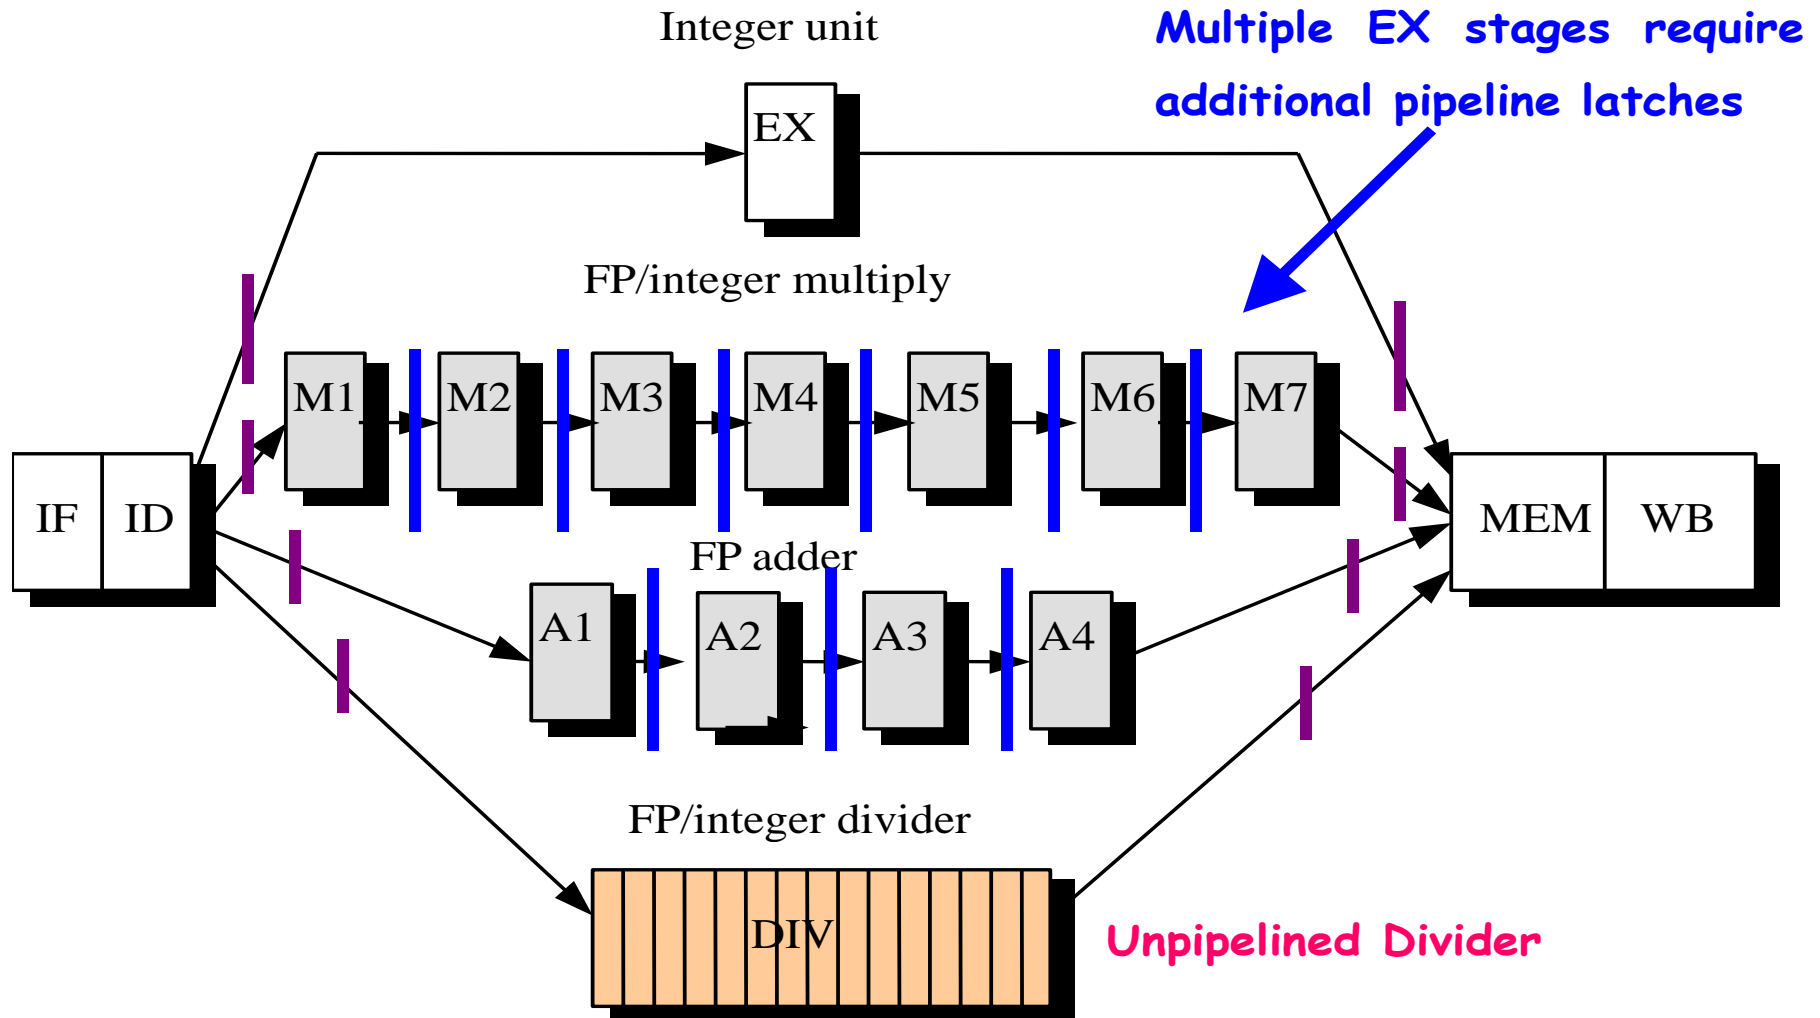 Integer unit
Multiple EX stages require
additional pipeline latches
EX
FP/integer multiply
M1 M2 M3 M4 M5 M6 M7
IF ID
MEM WB
FP adder
A1 A2 A3 A4
FP/integer divider
DIV
Unpipelined Divider